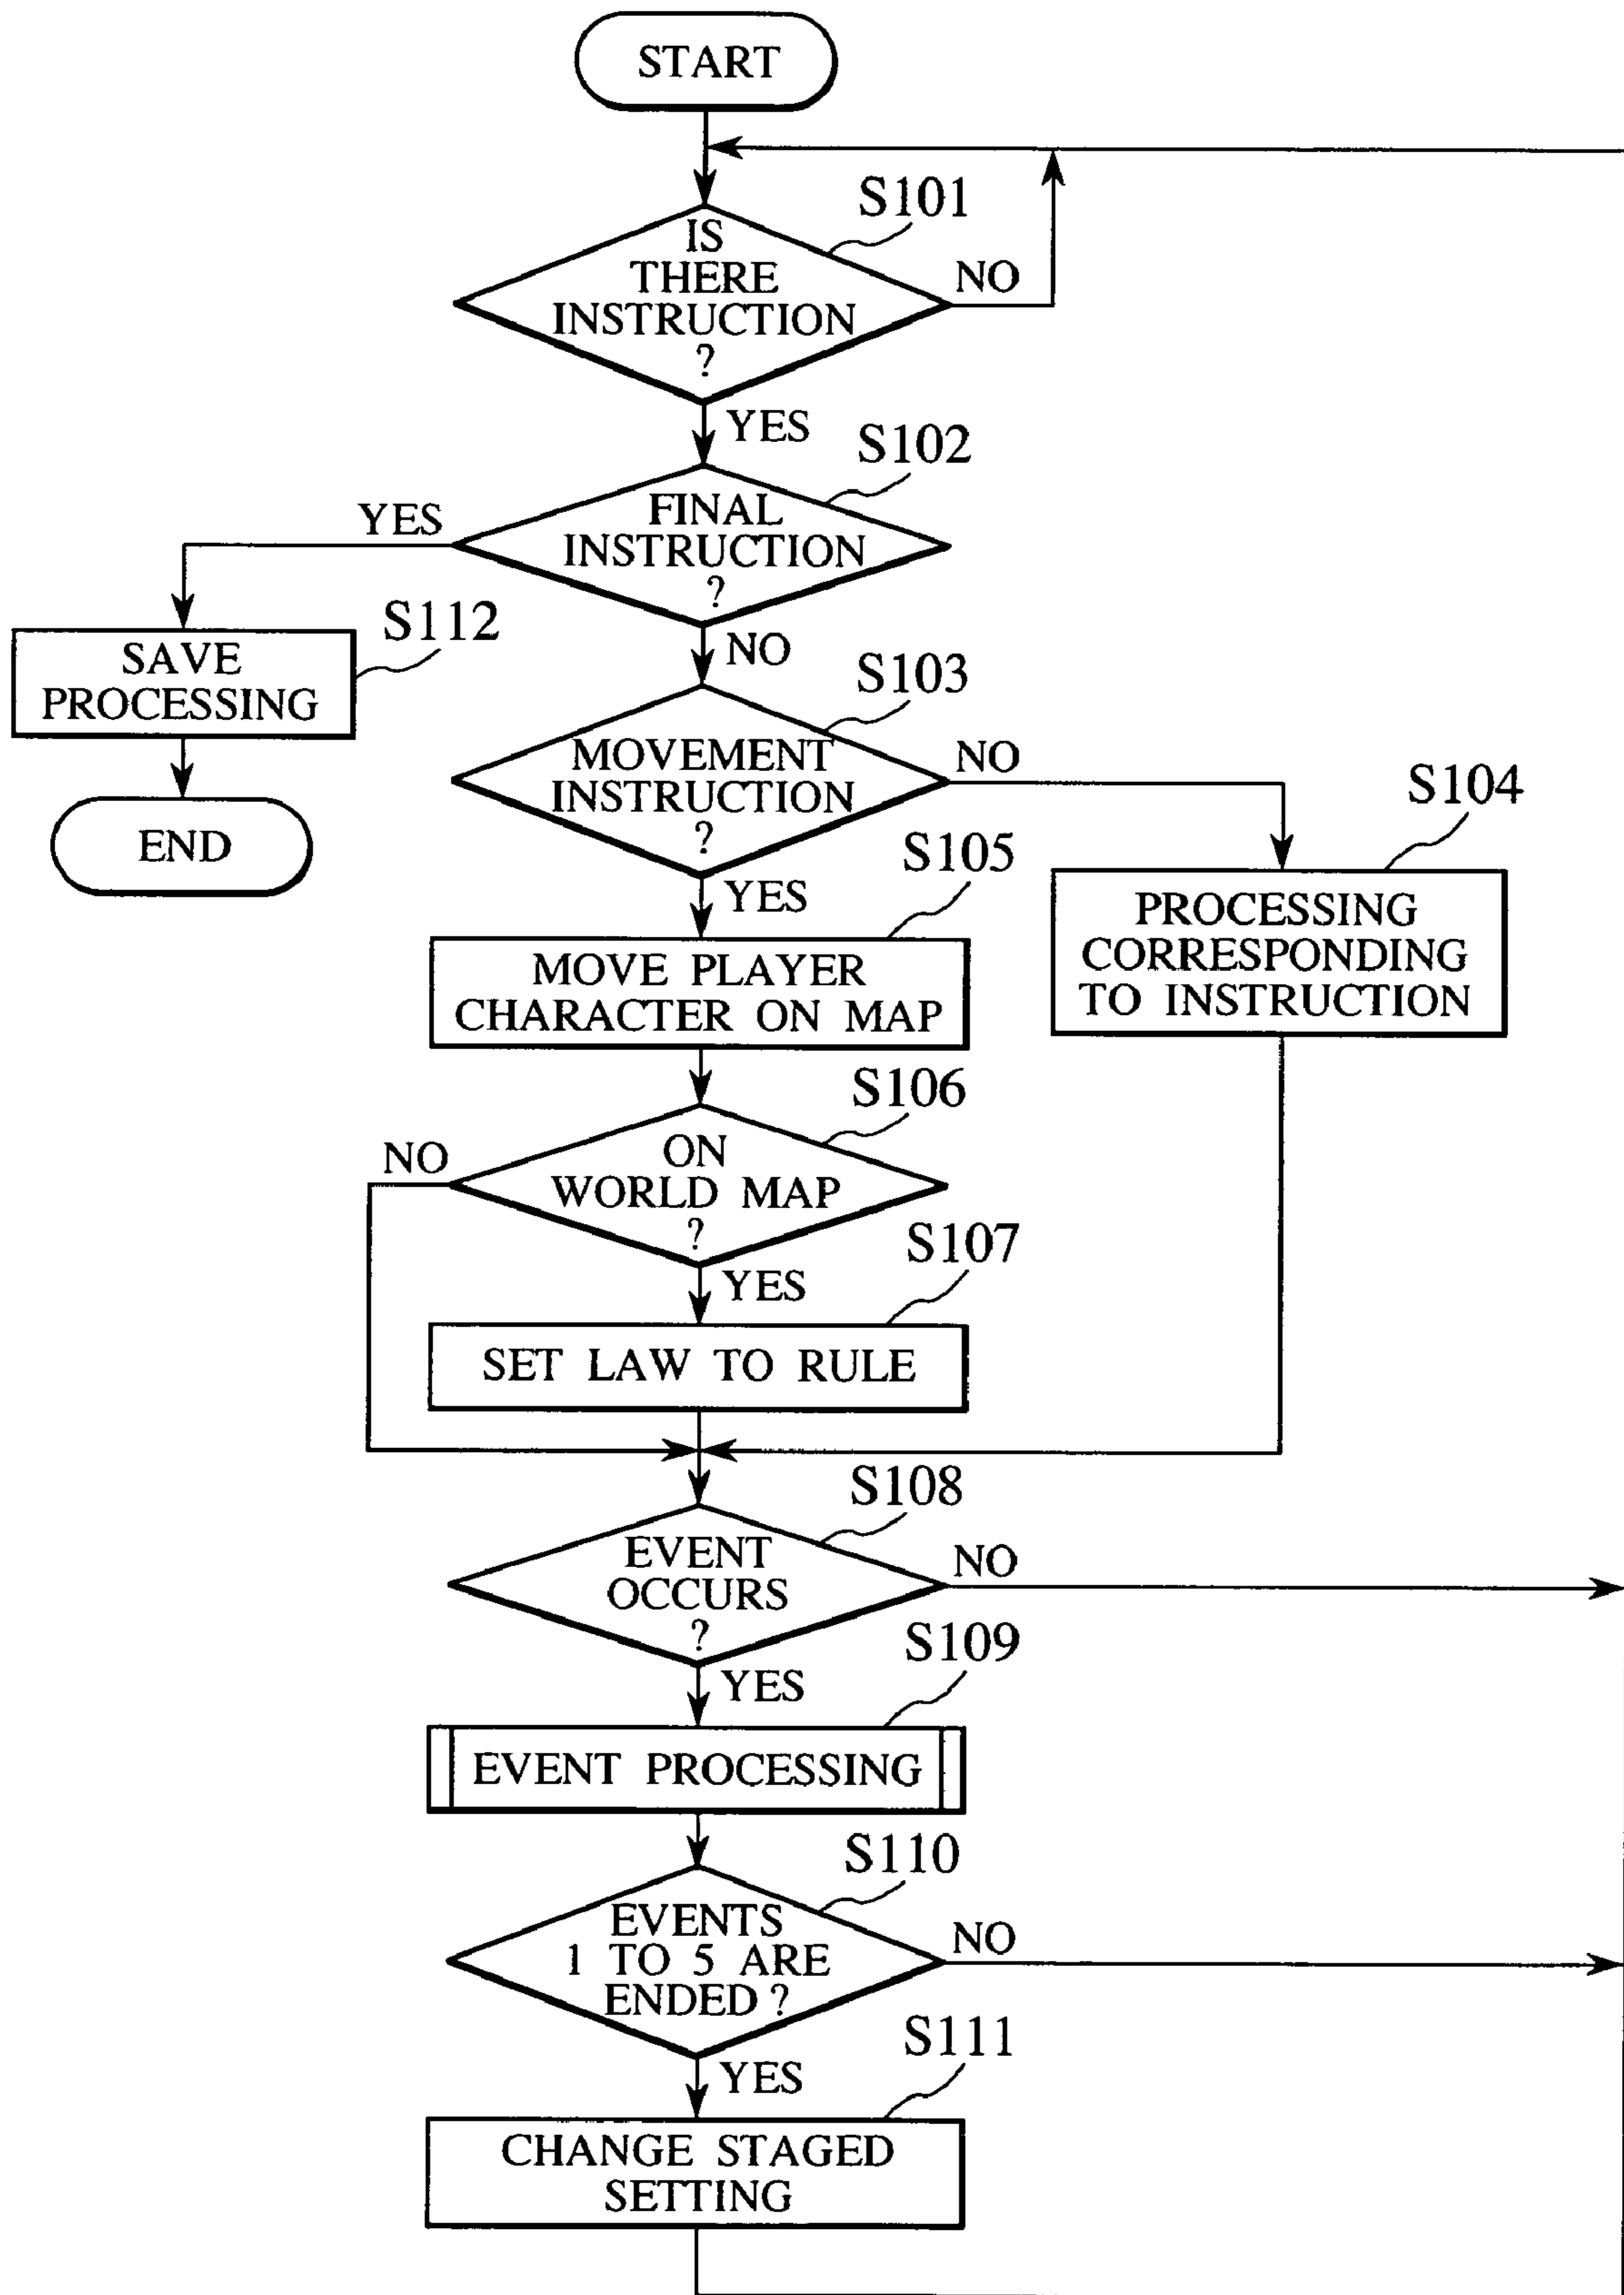 START
S101
IS
THERE
INSTRUCTION
?
NO
YES
S102
FINAL
INSTRUCTION
?
YES
NO
S112
SAVE
PROCESSING
END
S103
MOVEMENT
INSTRUCTION
?
NO
YES
S104
PROCESSING
CORRESPONDING
TO INSTRUCTION
S105
MOVE PLAYER
CHARACTER ON MAP
S106
ON
WORLD MAP
?
NO
YES
S107
SET LAW TO RULE
S108
EVENT
OCCURS
?
NO
YES
S109
EVENT PROCESSING
S110
EVENTS
1 TO 5 ARE
ENDED ?
NO
YES
S111
CHANGE STAGED
SETTING